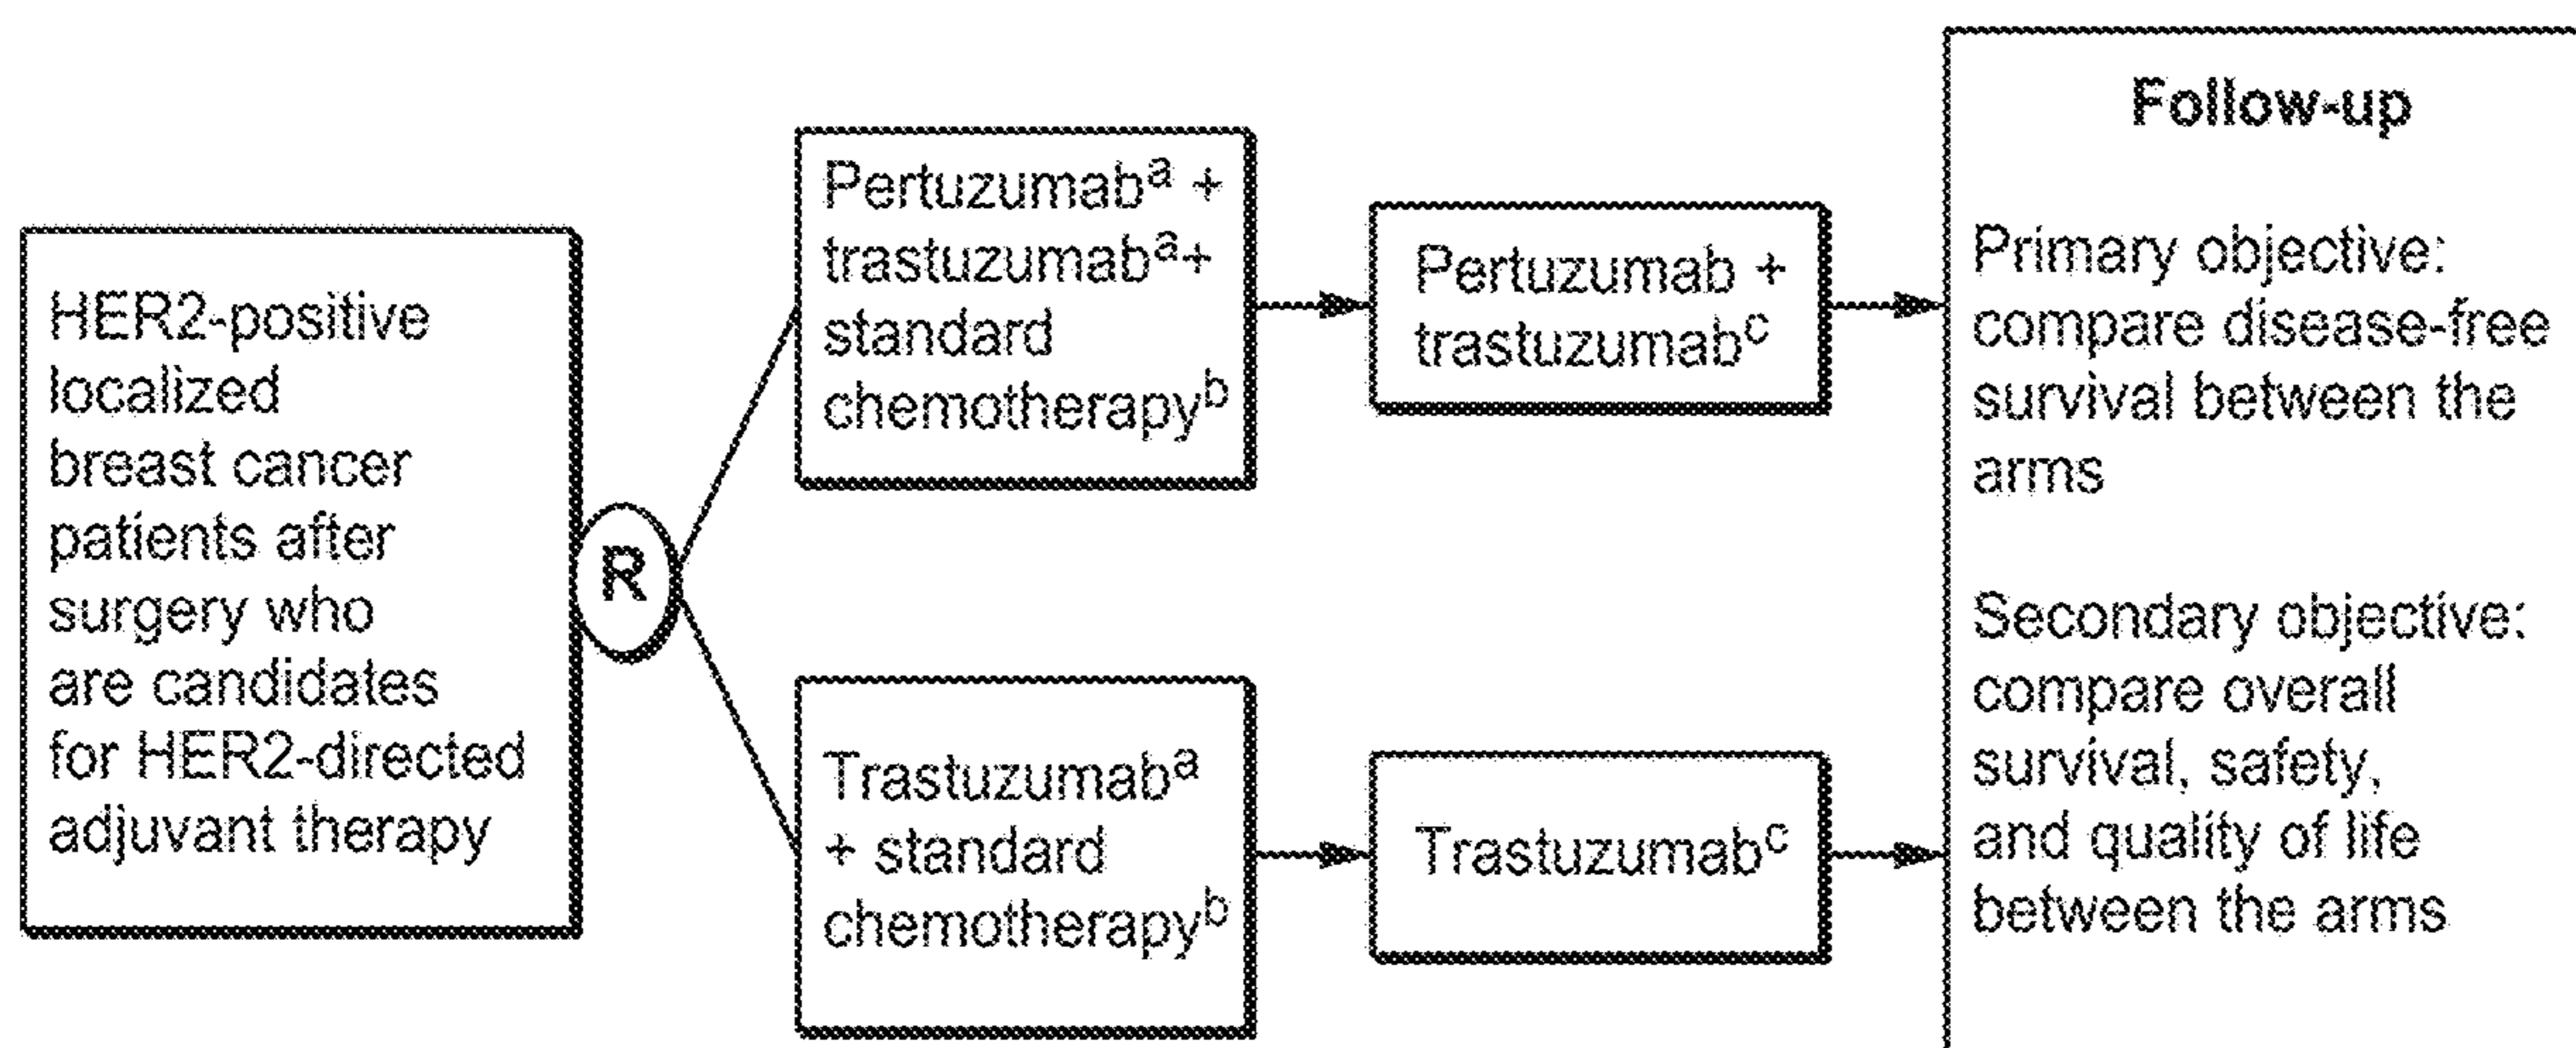 HER2-positive
localized
breast cancer
patients after
surgery who
are candidates
for HER2-directed
adjuvant therapy
R
Pertuzumabᵃ +
trastuzumabᵃ+
standard
chemotherapyᵇ
Pertuzumab +
trastuzumabᶜ
Trastuzumabᵃ
+ standard
chemotherapyᵇ
Trastuzumabᶜ
Follow-up
Primary objective:
compare disease-free
survival between the
arms
Secondary objective:
compare overall
survival, safety,
and quality of life
between the arms